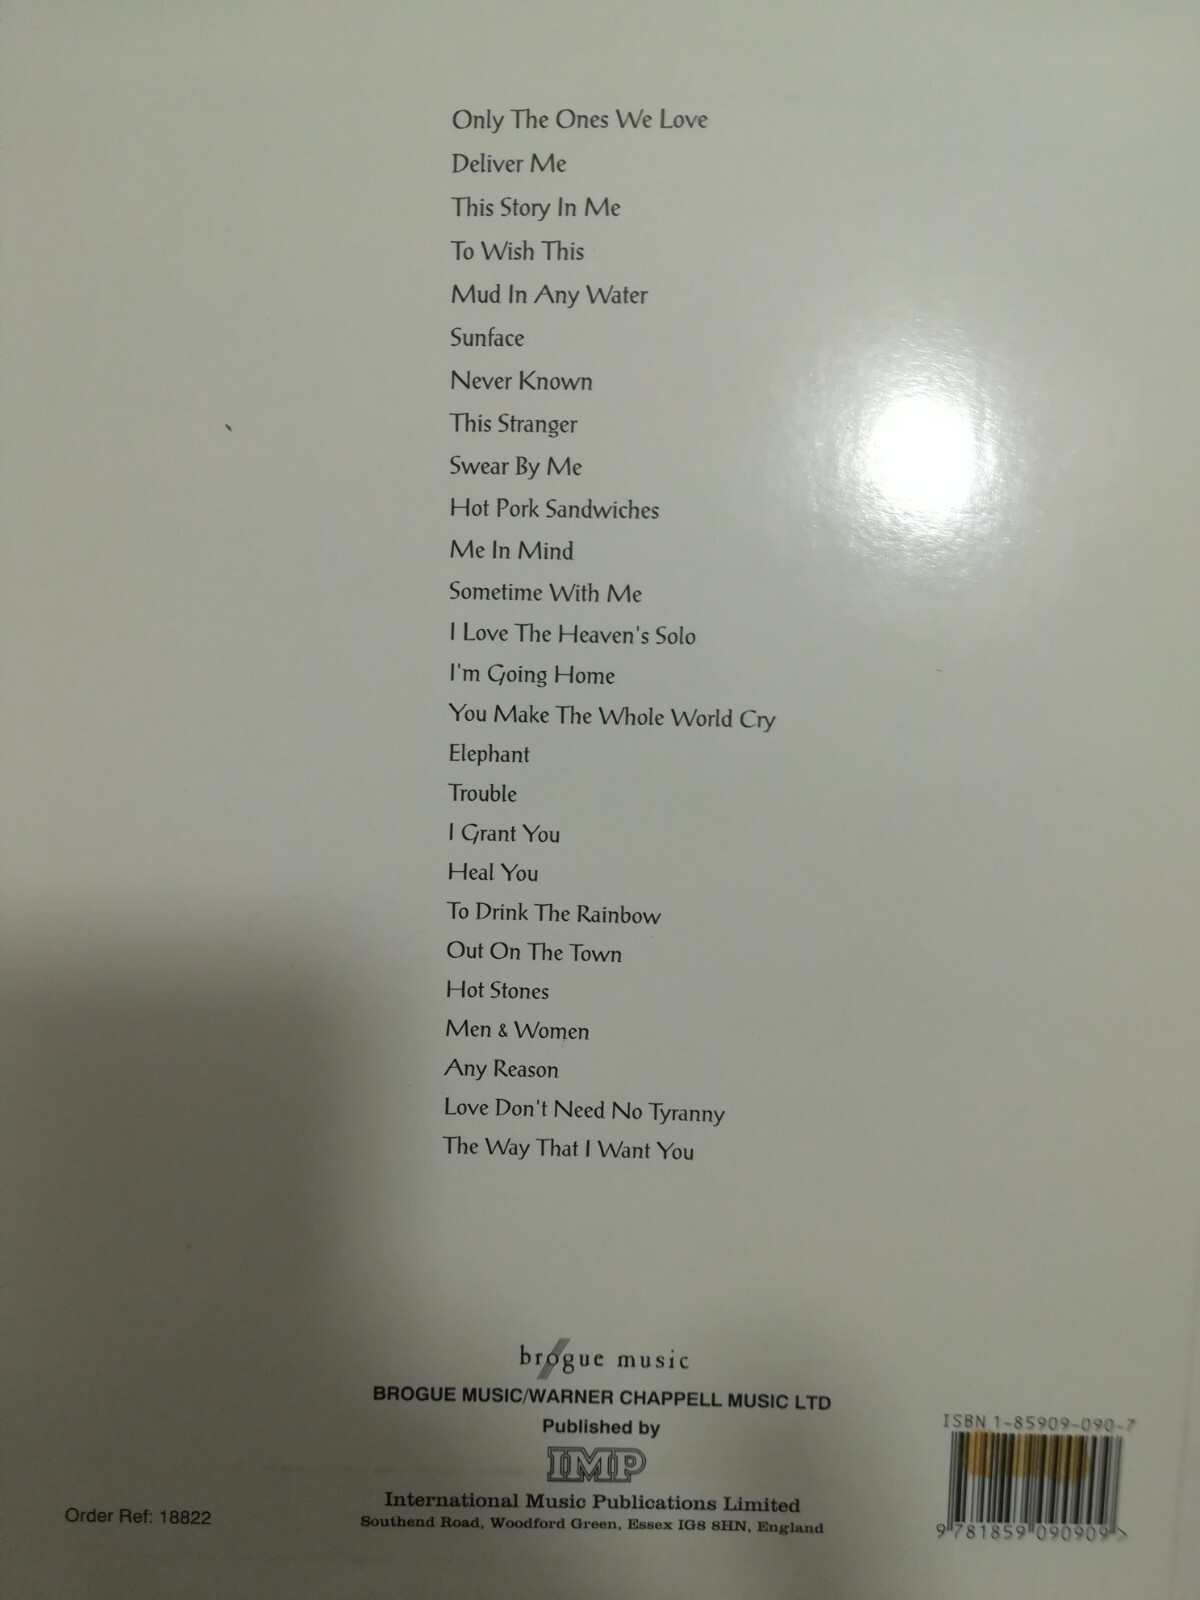 Only The Ones We Love
Deliver Me
This Story In Me
To Wish This
Mud In Any Water
Sunface
Never Known
This Stranger
Swear By Me
Hot Pork Sandwiches
Me In Mind
Sometime With Me
I Love The Heaven's Solo
I'm Going Home
You Make The Whole World Cry
Elephant
Trouble
I Grant You
Heal You
To Drink The Rainbow
Out On The Town
Hot Stones
Men & Women
Any Reason
Love Don't Need No Tyranny
The Way That I Want You
brogue music
BROGUE MUSIC/WARNER CHAPPELL MUSIC LTD
Published by
IMP
International Music Publications Limited
Southend Road, Woodford Green, Essex IG8 8HN, England
Order Ref: 18822
ISBN 1-85909-090-7
9 781859 090909 >